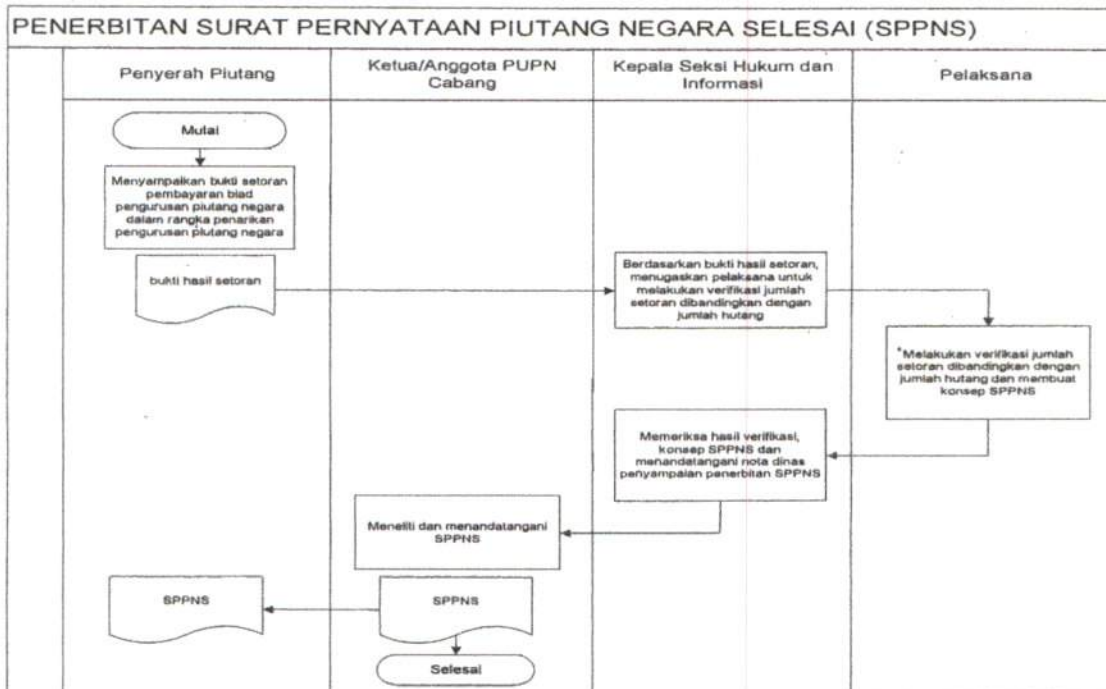 PENERBITAN SURAT PERNYATAAN PIUTANG NEGARA SELESAI (SPPNS)
Penyerah Piutang
Ketua/Anggota PUPN
Cabang
Kepala Seksi Hukum dan
Informasi
Pelaksana
Mulai
Menyampaikan bukti setoran
pembayaran biad
pengurusan piutang negara
dalam rangka penarikan
pengurusan piutang negara
bukti hasil setoran
Berdasarkan bukti hasil setoran,
menugaskan pelaksana untuk
melakukan verifikasi jumlah
setoran dibandingkan dengan
jumlah hutang
*Melakukan verifikasi jumlah
setoran dibandingkan dengan
jumlah hutang dan membuat
konsep SPPNS
Memeriksa hasil verifikasi,
konsep SPPNS dan
menandatangani nota dinas
penyampaian penerbitan SPPNS
Meneliti dan menandatangani
SPPNS
SPPNS
SPPNS
Selesai